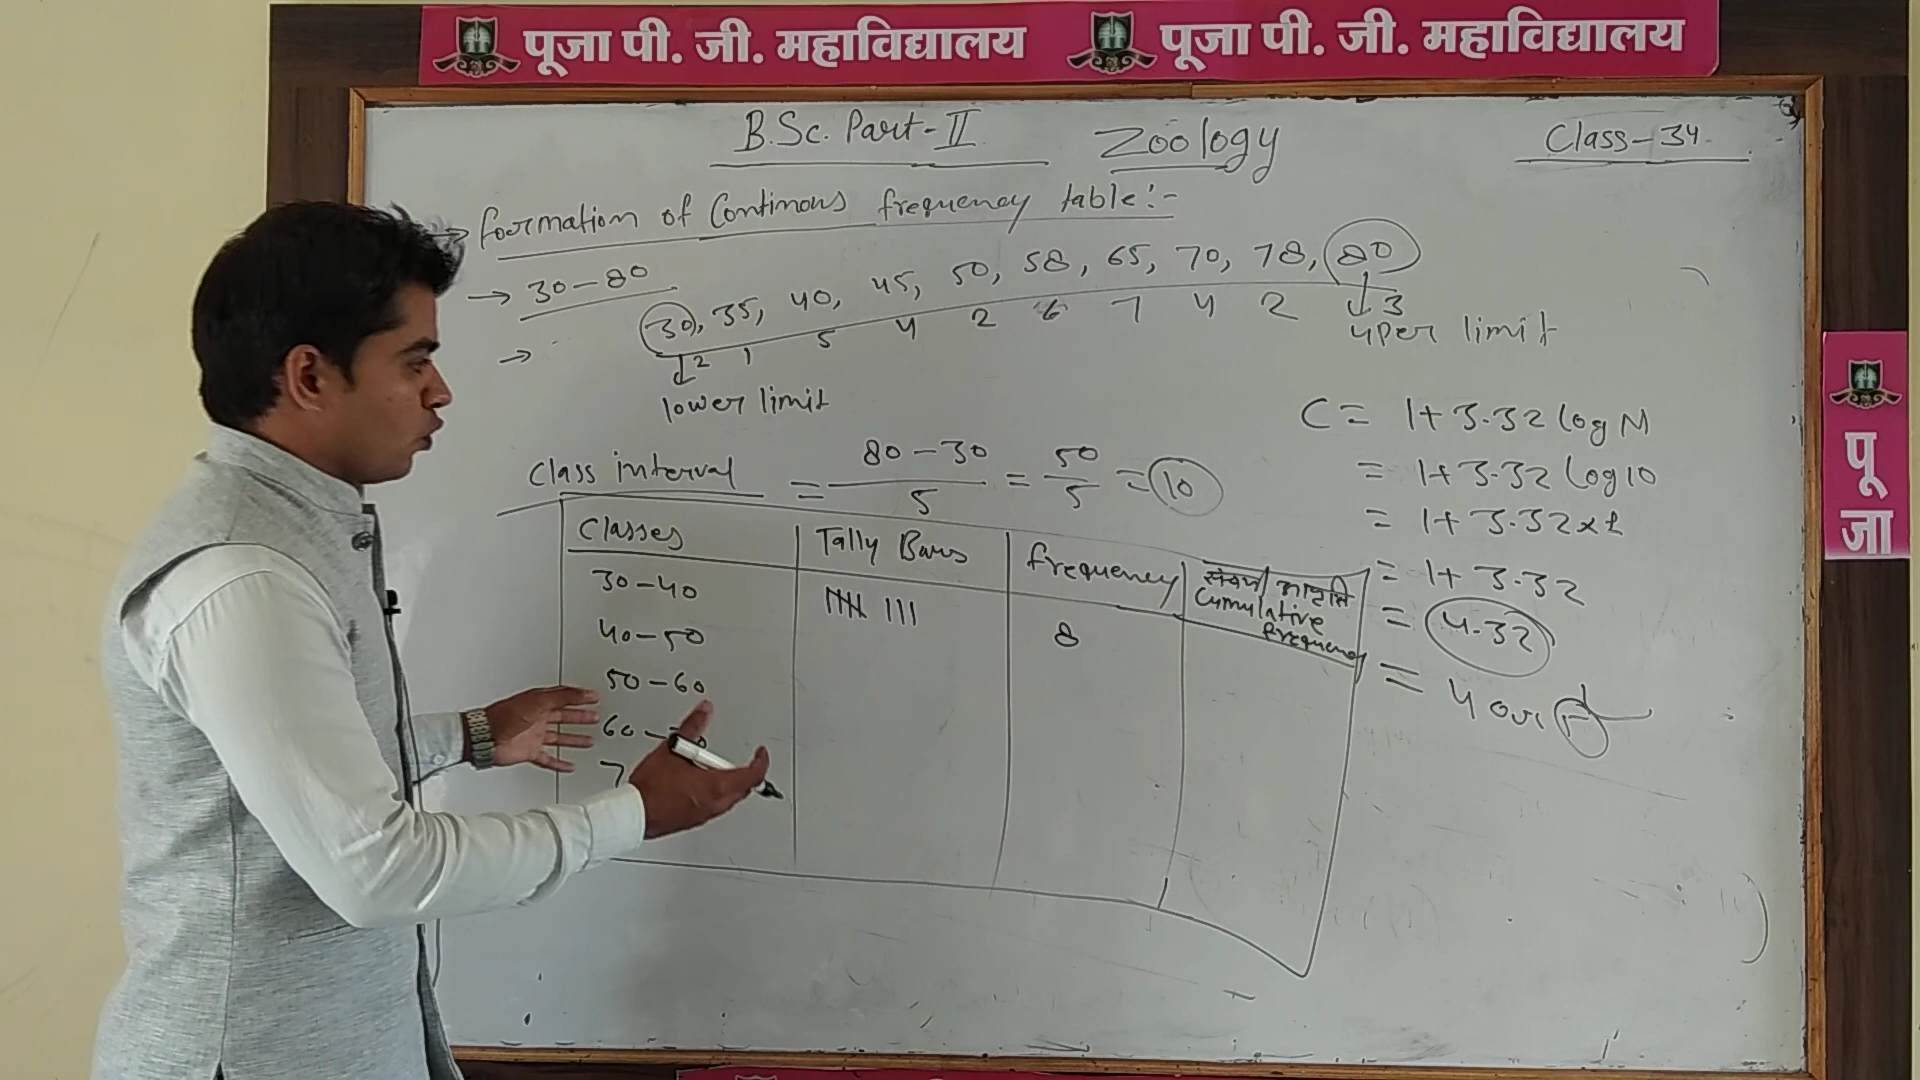 पूजा पी. जी. महाविद्यालय पूजा पी. जी. महाविद्यालय
B.Sc. Part-II Zoology Class-34.
→ formation of Continous frequency table:-
→ 30-80
30, 35, 40, 45, 50, 58, 65, 70, 78, 80
→
2 1 5 4 2 6 7 4 2 3
lower limit
upper limit
C = 1+3.32 log N
= 1+3.32 log10
= 1+3.32x1
= 1+3.32
= 4.32
= 4 or 5
Class interval = 80-30 / 5 = 50 / 5 = 10
Classes Tally Bars frequency Cumulative frequency
30-40 8
40-50
50-60
60-
7
पू
जा